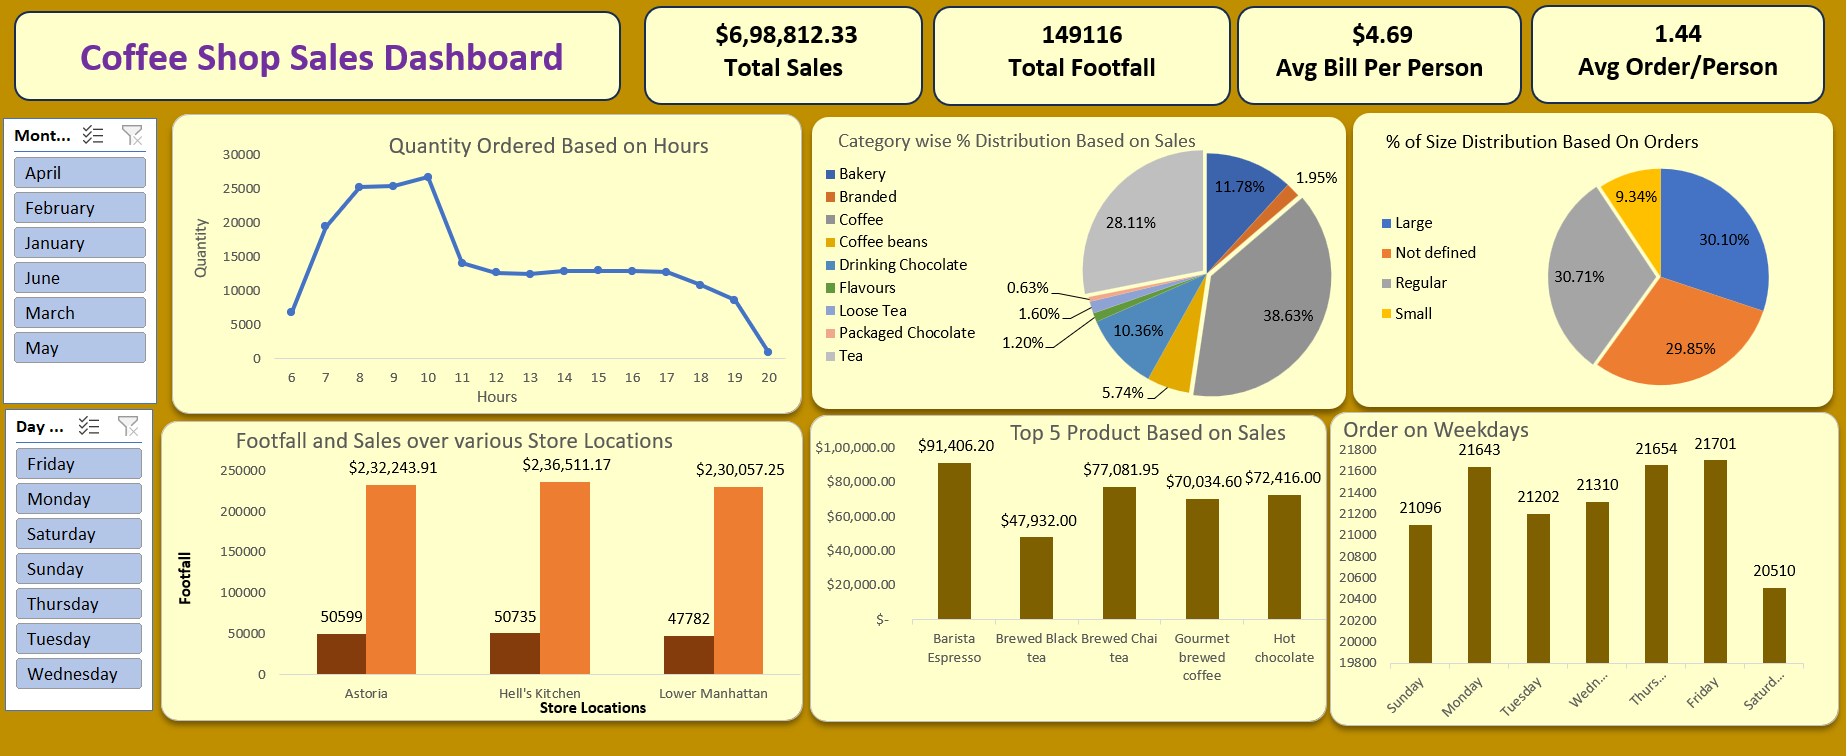 Coffee Shop Sales Dashboard
$6,98,812.33
Total Sales
149116
Total Footfall
$4.69
Avg Bill Per Person
1.44
Avg Order/Person
Mont...
April
February
January
June
March
May
Day ...
Friday
Monday
Saturday
Sunday
Thursday
Tuesday
Wednesday
Quantity Ordered Based on Hours
Quantity
30000
25000
20000
15000
10000
5000
0
6 7 8 9 10 11 12 13 14 15 16 17 18 19 20
Hours
Category wise % Distribution Based on Sales
Bakery
Branded
Coffee
Coffee beans
Drinking Chocolate
Flavours
Loose Tea
Packaged Chocolate
Tea
11.78%
1.95%
38.63%
5.74%
10.36%
1.20%
1.60%
0.63%
28.11%
% of Size Distribution Based On Orders
Large
Not defined
Regular
Small
30.10%
29.85%
30.71%
9.34%
Footfall and Sales over various Store Locations
Footfall
250000
200000
150000
100000
50000
0
$2,32,243.91
$2,36,511.17
$2,30,057.25
50599
50735
47782
Astoria
Hell's Kitchen
Lower Manhattan
Store Locations
Top 5 Product Based on Sales
$1,00,000.00
$80,000.00
$60,000.00
$40,000.00
$20,000.00
$-
$91,406.20
$47,932.00
$77,081.95
$70,034.60
$72,416.00
Barista
Espresso
Brewed Black
tea
Brewed Chai
tea
Gourmet
brewed
coffee
Hot
chocolate
Order on Weekdays
21800
21600
21400
21200
21000
20800
20600
20400
20200
20000
19800
21096
21643
21202
21310
21654
21701
20510
Sunday
Monday
Tuesday
Wedn...
Thurs...
Friday
Saturd...